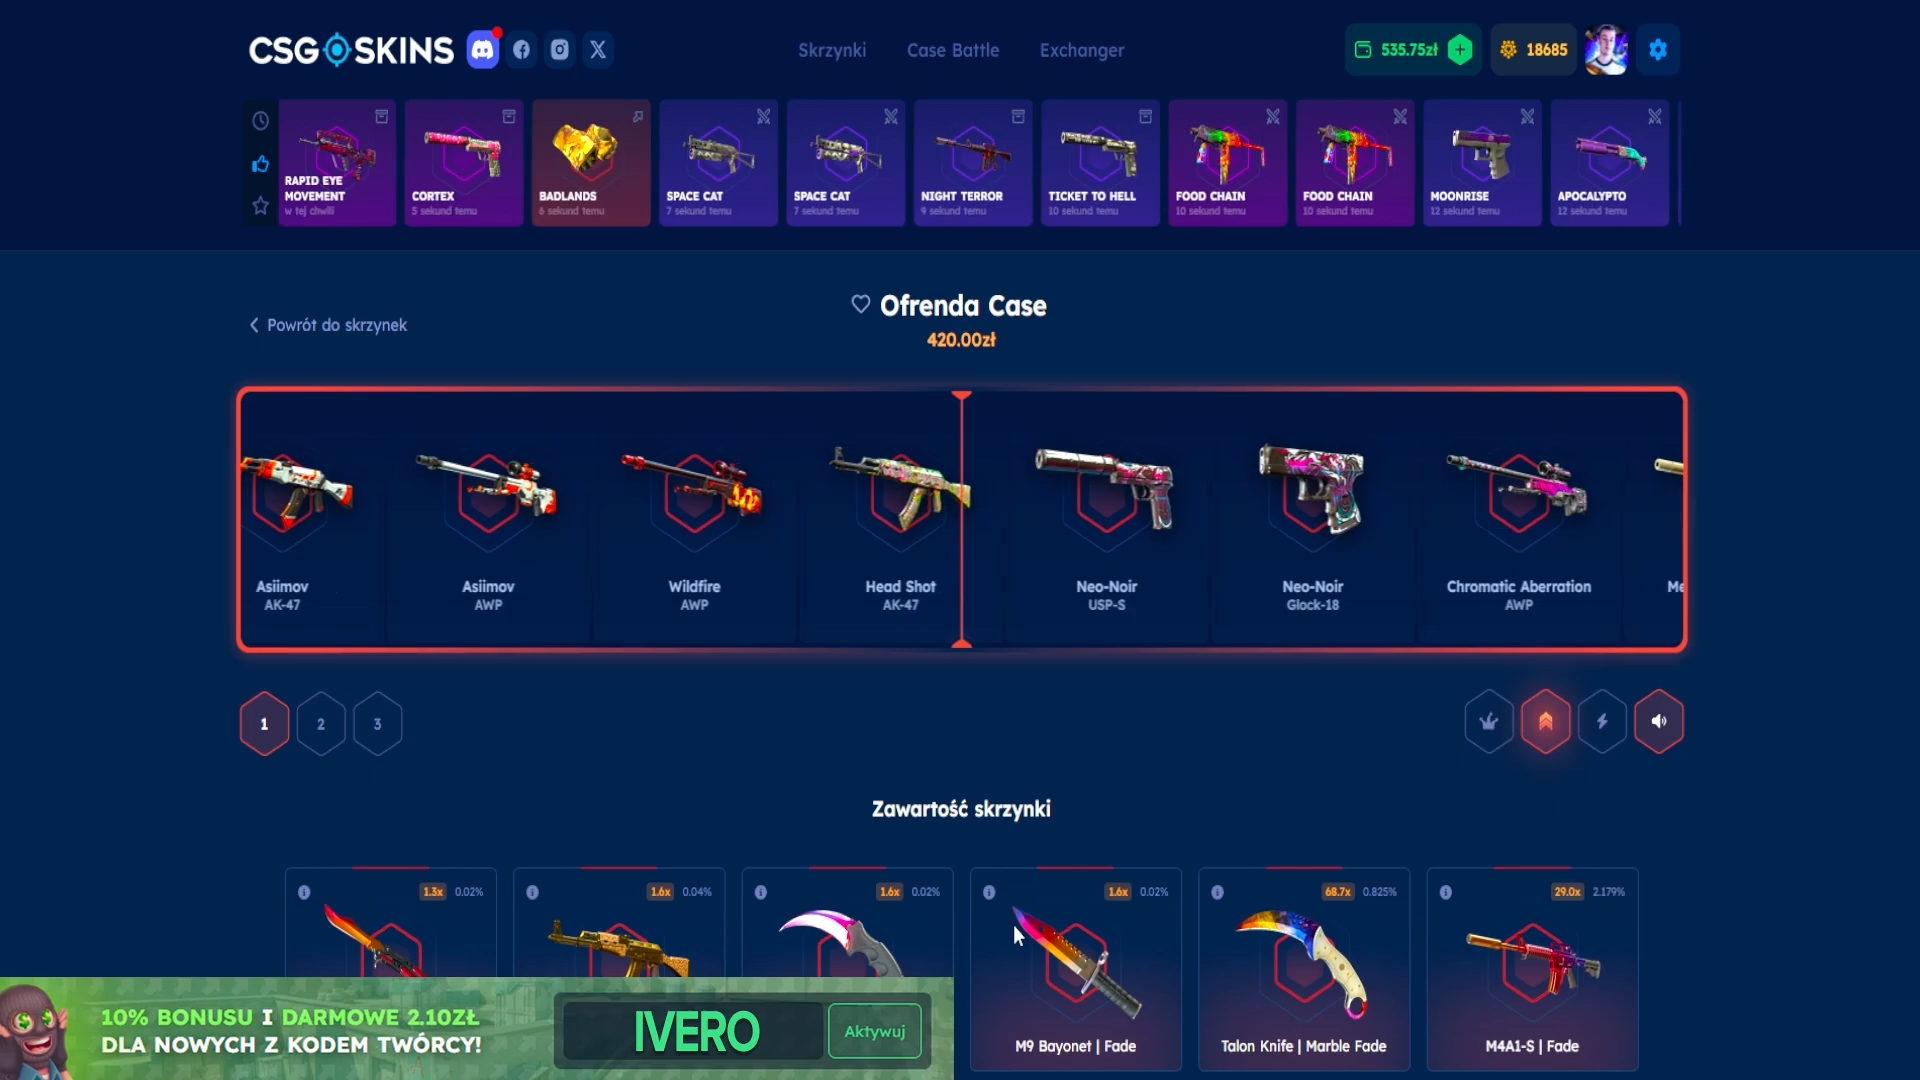 CSG SKINS
Skrzynki
Case Battle
Exchanger
535.75zł
+
18685
RAPID EYE
MOVEMENT
w tej chwili
CORTEX
5 sekund temu
BADLANDS
6 sekund temu
SPACE CAT
7 sekund temu
SPACE CAT
7 sekund temu
NIGHT TERROR
9 sekund temu
TICKET TO HELL
10 sekund temu
FOOD CHAIN
10 sekund temu
FOOD CHAIN
10 sekund temu
MOONRISE
12 sekund temu
APOCALYPTO
12 sekund temu
Powrót do skrzynek
Ofrenda Case
420.00zł
Asiimov
AK-47
Asiimov
AWP
Wildfire
AWP
Head Shot
AK-47
Neo-Noir
USP-S
Neo-Noir
Glock-18
Chromatic Aberration
AWP
Me
1
2
3
Zawartość skrzynki
1.3x 0.02%
1.6x 0.04%
1.6x 0.02%
1.6x 0.02%
M9 Bayonet | Fade
68.7x 0.825%
Talon Knife | Marble Fade
29.0x 2.179%
M4A1-S | Fade
10% BONUSU I DARMOWE 2.10ZŁ
DLA NOWYCH Z KODEM TWÓRCY!
IVERO
Aktywuj